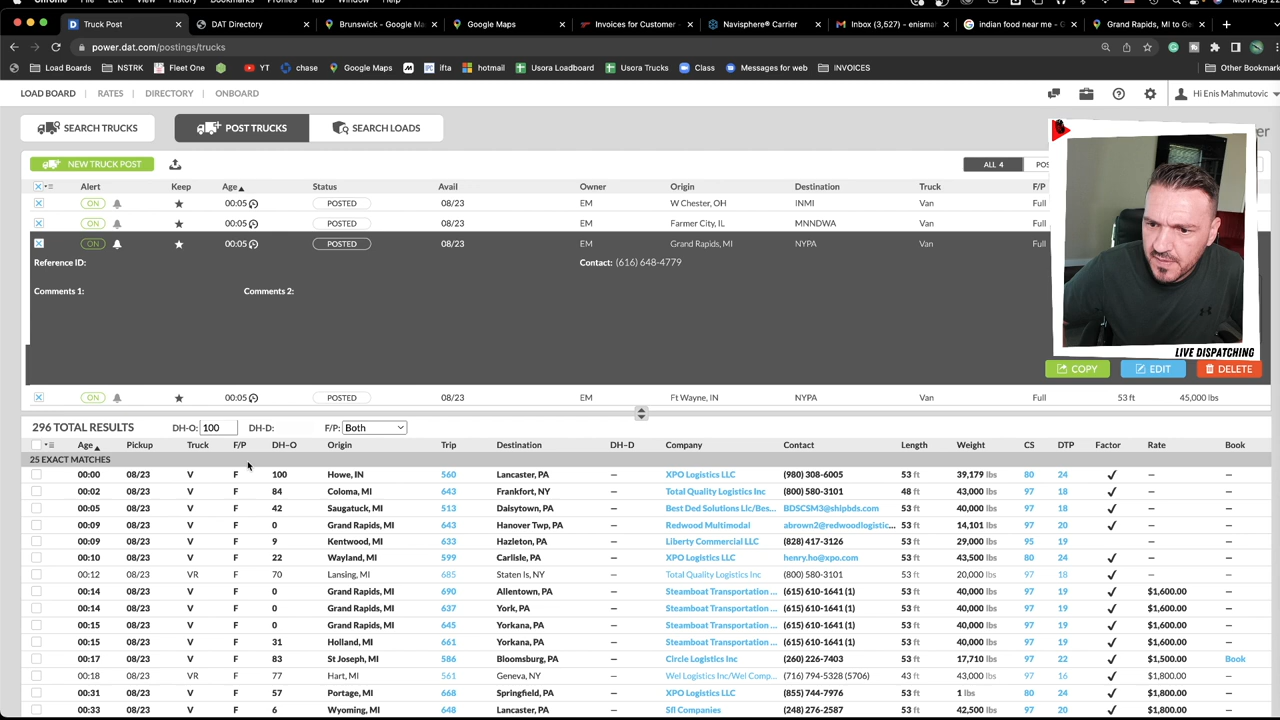 Truck Post
DAT Directory
Brunswick - Google Ma
Google Maps
Invoices for Customer -
Navisphere® Carrier
Inbox (3,527) - enisma
indian food near me - G
Grand Rapids, MI to Ge
power.dat.com/postings/trucks
Load Boards
NSTRK
Fleet One
YT
chase
Google Maps
ifta
hotmail
Usora Loadboard
Usora Trucks
Class
Messages for web
INVOICES
Other Bookmar
LOAD BOARD RATES DIRECTORY ONBOARD
Hi Enis Mahmutovic
SEARCH TRUCKS POST TRUCKS SEARCH LOADS
NEW TRUCK POST
ALL 4 POS
Alert Keep Age Status Avail Owner Origin Destination Truck F/P
ON 00:05 POSTED 08/23 EM W Chester, OH INMI Van Full
ON 00:05 POSTED 08/23 EM Farmer City, IL MNNDWA Van Full
ON 00:05 POSTED 08/23 EM Grand Rapids, MI NYPA Van Full
Reference ID: Contact: (616) 648-4779
Comments 1: Comments 2:
LIVE DISPATCHING
COPY EDIT DELETE
ON 00:05 POSTED 08/23 EM Ft Wayne, IN NYPA Van Full 53 ft 45,000 lbs
296 TOTAL RESULTS DH-O: 100 DH-D: F/P: Both
Age Pickup Truck F/P DH–O Origin Trip Destination DH–D Company Contact Length Weight CS DTP Factor Rate Book
25 EXACT MATCHES
00:00 08/23 V F 100 Howe, IN 560 Lancaster, PA — XPO Logistics LLC (980) 308-6005 53 ft 39,179 lbs 80 24 ✓ —
00:02 08/23 V F 84 Coloma, MI 643 Frankfort, NY — Total Quality Logistics Inc (800) 580-3101 48 ft 43,000 lbs 97 18 ✓ —
00:05 08/23 V F 42 Saugatuck, MI 513 Daisytown, PA — Best Ded Solutions Llc/Bes... BDSCSM3@shipbds.com 53 ft 40,000 lbs 97 18 ✓ —
00:09 08/23 V F 0 Grand Rapids, MI 643 Hanover Twp, PA — Redwood Multimodal abrown2@redwoodlogistic... 53 ft 14,101 lbs 97 20 ✓ —
00:09 08/23 V F 9 Kentwood, MI 633 Hazleton, PA — Liberty Commercial LLC (828) 417-3126 53 ft 29,000 lbs 95 19 —
00:10 08/23 V F 22 Wayland, MI 599 Carlisle, PA — XPO Logistics LLC henry.ho@xpo.com 53 ft 43,500 lbs 80 24 ✓ —
00:12 08/23 VR F 70 Lansing, MI 685 Staten Is, NY — Total Quality Logistics Inc (800) 580-3101 53 ft 20,000 lbs 97 18 ✓ —
00:14 08/23 V F 0 Grand Rapids, MI 690 Allentown, PA — Steamboat Transportation ... (615) 610-1641 (1) 53 ft 40,000 lbs 97 19 ✓ $1,600.00
00:14 08/23 V F 0 Grand Rapids, MI 637 York, PA — Steamboat Transportation ... (615) 610-1641 (1) 53 ft 40,000 lbs 97 19 ✓ $1,600.00
00:15 08/23 V F 0 Grand Rapids, MI 645 Yorkana, PA — Steamboat Transportation ... (615) 610-1641 (1) 53 ft 40,000 lbs 97 19 ✓ $1,600.00
00:15 08/23 V F 31 Holland, MI 661 Yorkana, PA — Steamboat Transportation ... (615) 610-1641 (1) 53 ft 40,000 lbs 97 19 ✓ $1,600.00
00:17 08/23 V F 83 St Joseph, MI 586 Bloomsburg, PA — Circle Logistics Inc (260) 226-7403 53 ft 17,710 lbs 97 22 ✓ $1,500.00 Book
00:18 08/23 VR F 77 Hart, MI 561 Geneva, NY — Wel Logistics Inc/Wel Comp... (716) 794-5328 (5706) 43 ft 43,000 lbs 97 16 ✓ $1,800.00
00:31 08/23 V F 57 Portage, MI 668 Springfield, PA — XPO Logistics LLC (855) 744-7976 53 ft 1 lbs 80 24 ✓ $1,800.00
00:33 08/23 V F 6 Wyoming, MI 648 Lancaster, PA — Sfl Companies (248) 276-2587 53 ft 42,500 lbs 97 20 ✓ $1,800.00